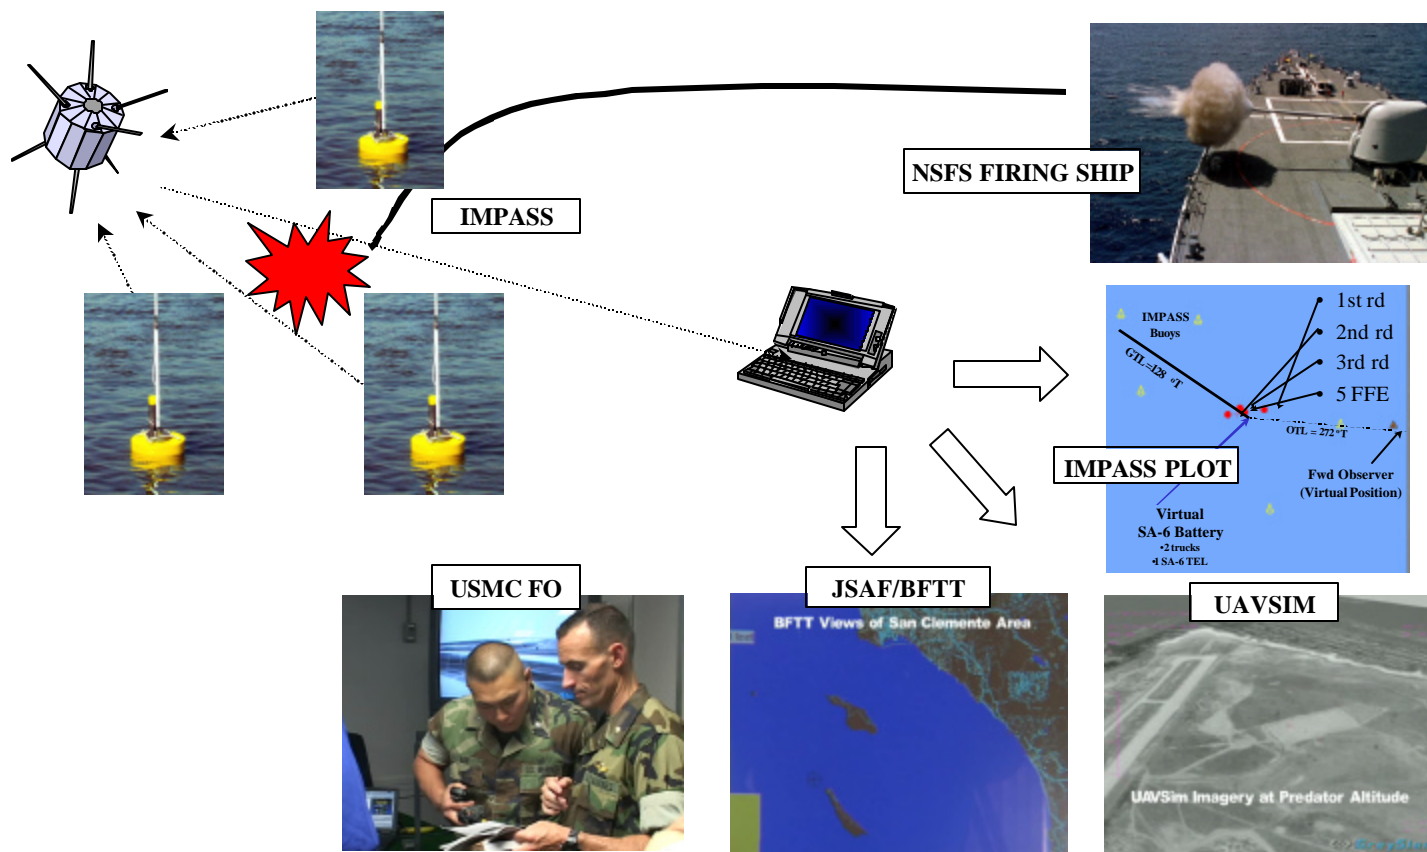 NSFS FIRING SHIP
IMPASS
1st rd
IMPASS
Buoys
2nd rd
GTL=128 °T
3rd rd
5 FFE
OTL = 272°T
IMPASS PLOT
Fwd Observer
(Virtual Position)
Virtual
SA-6 Battery
•2 trucks
•1 SA-6 TEL
USMC FO
JSAF/BFTT
UAVSIM
BFTT Views of San Clemente Area
UAVSim Imagery at Predator Altitude